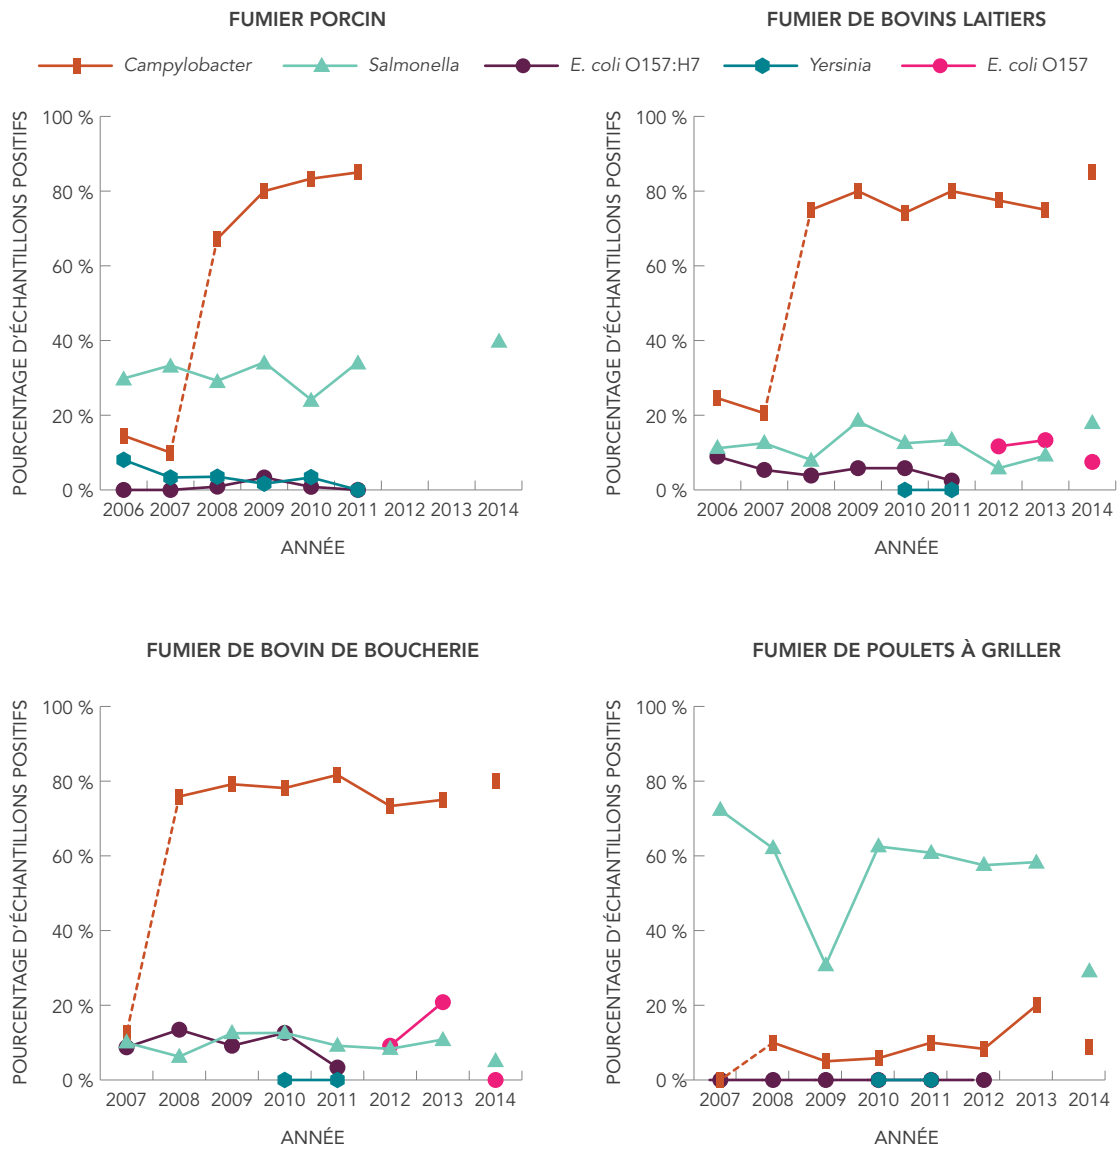 FUMIER PORCIN
FUMIER DE BOVINS LAITIERS
Campylobacter
Salmonella
E. coli O157:H7
Yersinia
E. coli O157
POURCENTAGE D'ÉCHANTILLONS POSITIFS
100 %
80 %
60 %
40 %
20 %
0 %
2006 2007 2008 2009 2010 2011 2012 2013 2014
ANNÉE
POURCENTAGE D'ÉCHANTILLONS POSITIFS
100 %
80 %
60 %
40 %
20 %
0 %
2006 2007 2008 2009 2010 2011 2012 2013 2014
ANNÉE
FUMIER DE BOVIN DE BOUCHERIE
POURCENTAGE D'ÉCHANTILLONS POSITIFS
100 %
80 %
60 %
40 %
20 %
0 %
2007 2008 2009 2010 2011 2012 2013 2014
ANNÉE
FUMIER DE POULETS À GRILLER
POURCENTAGE D'ÉCHANTILLONS POSITIFS
100 %
80 %
60 %
40 %
20 %
0 %
2007 2008 2009 2010 2011 2012 2013 2014
ANNÉE